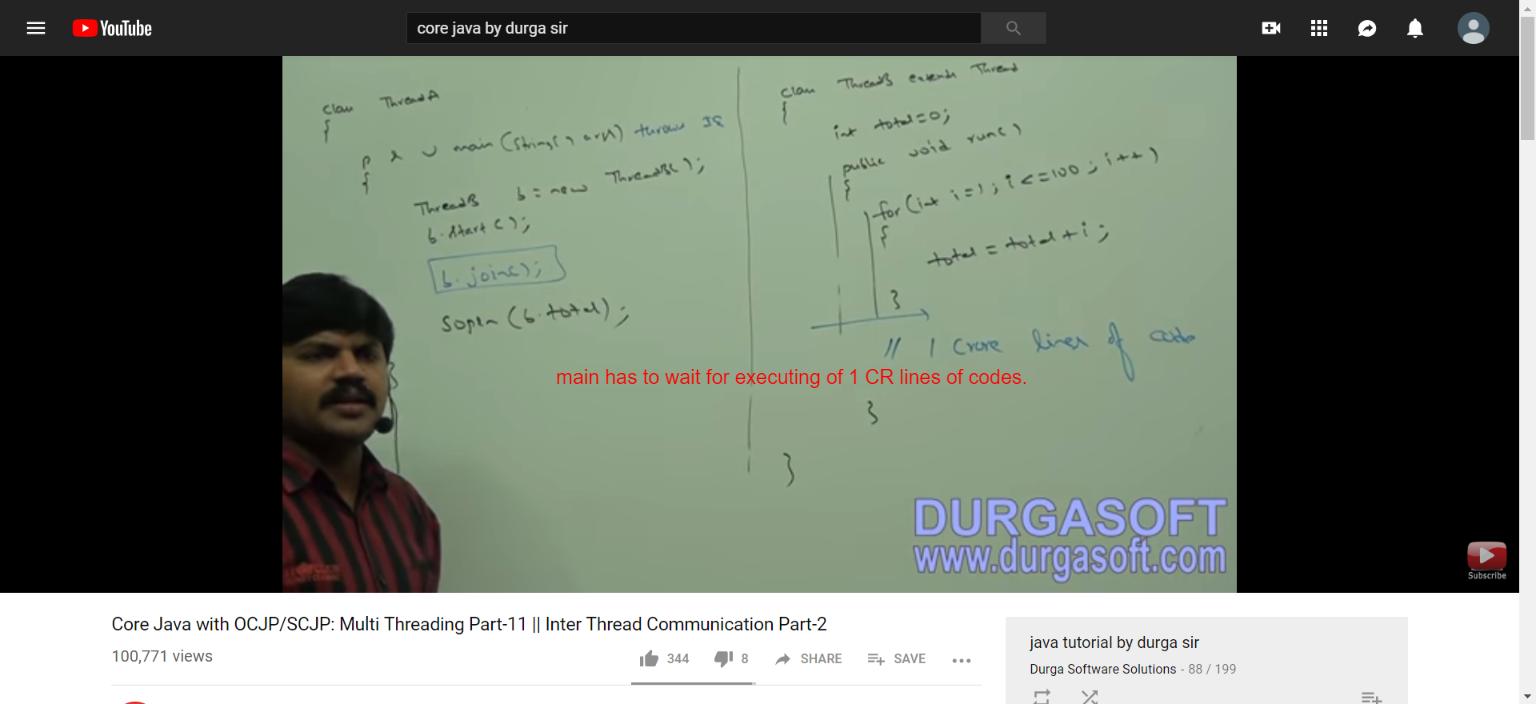 YouTube
core java by durga sir
class ThreadA
{
p s v main(String[] args) throws IE
{
ThreadB b = new ThreadB();
b.start();
b.join();
sopln(b.total);
}
class ThreadB extends Thread
{
int total=0;
public void run()
{
for(int i=1; i<=100; i++)
{
total = total+i;
}
// 1 Crore lines of code
}
}
main has to wait for executing of 1 CR lines of codes.
DURGASOFT
www.durgasoft.com
Subscribe
Core Java with OCJP/SCJP: Multi Threading Part-11 || Inter Thread Communication Part-2
100,771 views
344
8
SHARE
SAVE
java tutorial by durga sir
Durga Software Solutions - 88 / 199